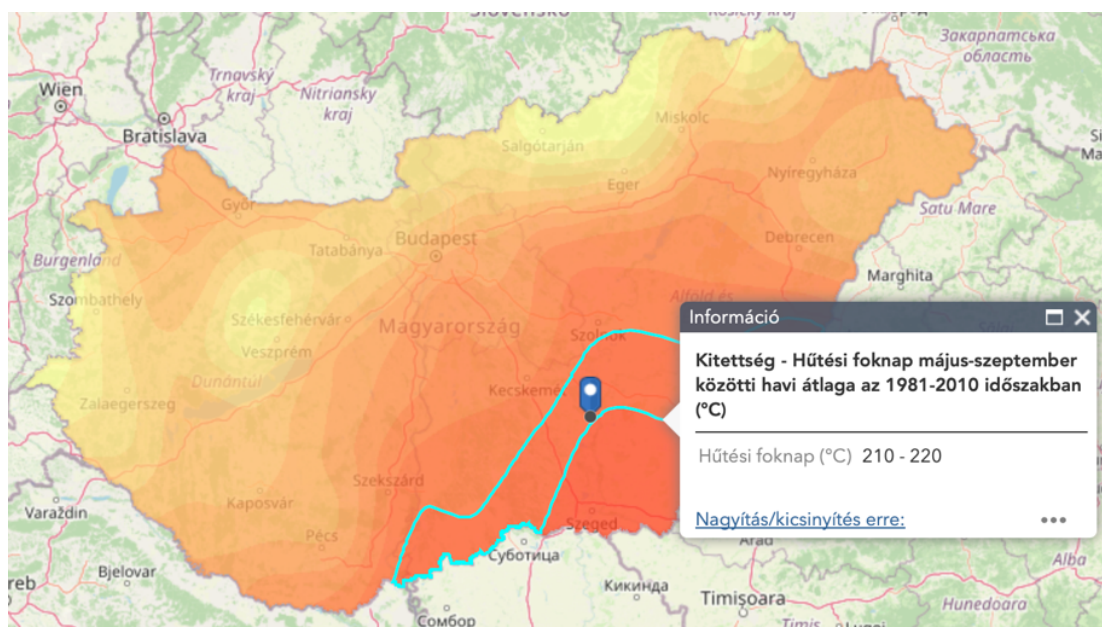 Slovensko
Košický kraj
Закарпатська
область
Trnavský
kraj
Nitriansky
kraj
Wien
Bratislava
Miskolc
Salgótarján
Nyíregyháza
Eger
Győr
Satu Mare
Tatabánya
Budapest
Debrecen
Burgenland
Marghita
Szombathely
Székesfehérvár
Magyarország
Szolnok
Veszprém
Dunántúl
Kecskemét
Zalaegerszeg
Információ
Kitettség - Hűtési foknap május-szeptember
közötti havi átlaga az 1981-2010 időszakban
(°C)
Hűtési foknap (°C) 210 - 220
Nagyítás/kicsinyítés erre:
Szekszárd
Kaposvár
Varaždin
Pécs
Szeged
Суботица
Arad
Alba
Bjelovar
Кикинда
Timișoara
Hunedoara
Сомбор
Timiș